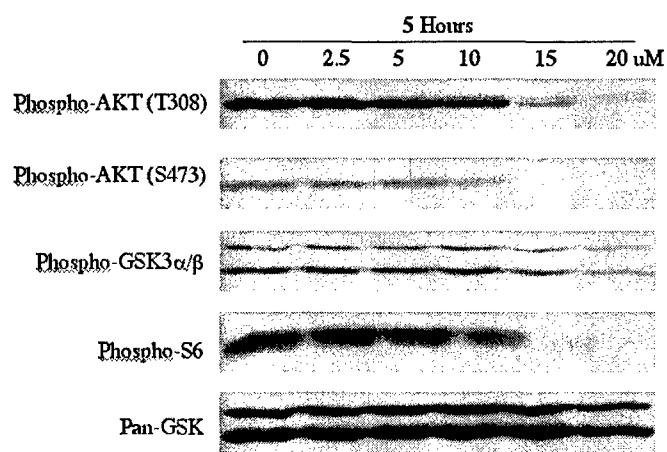 5 Hours
0 2.5 5 10 15 20 uM
Phospho-AKT (T308)
Phospho-AKT (S473)
Phospho-GSK3α/β
Phospho-S6
Pan-GSK